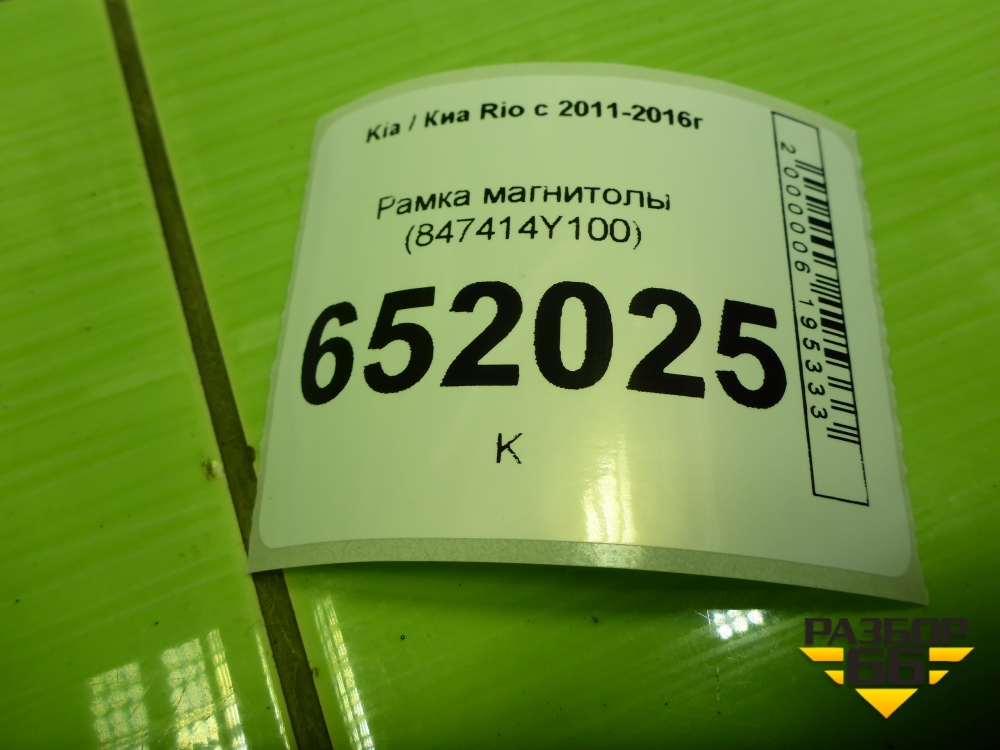 Kia / Киа Rio с 2011-2016г
Рамка магнитолы
(847414Y100)
652025
К
2000006195333
РАЗБОР
66